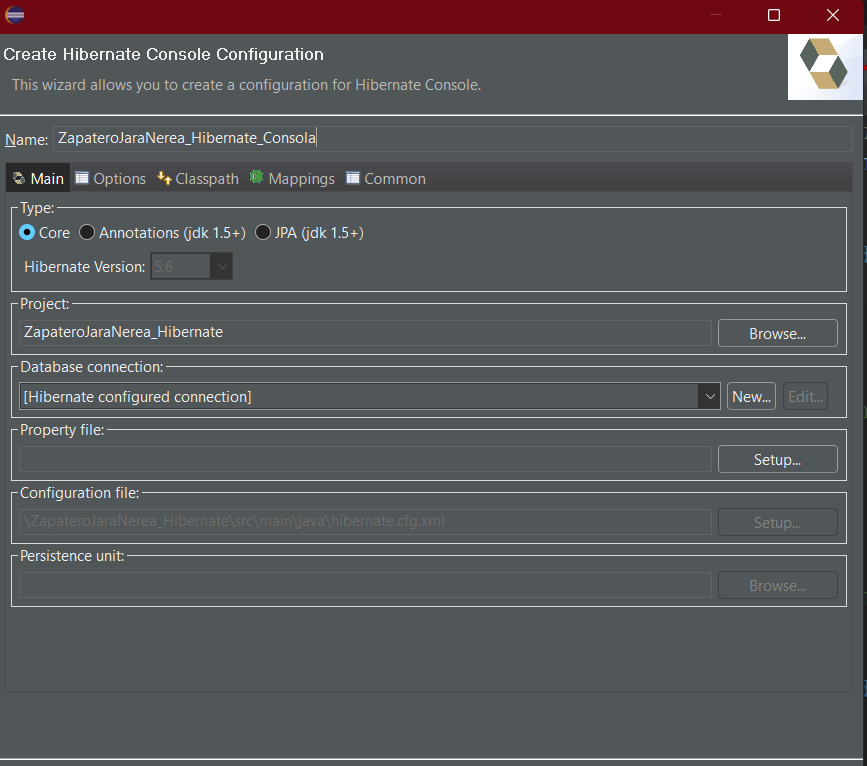 Create Hibernate Console Configuration
This wizard allows you to create a configuration for Hibernate Console.
Name: ZapateroJaraNerea_Hibernate_Consola
Main Options Classpath Mappings Common
Type:
Core Annotations (jdk 1.5+) JPA (jdk 1.5+)
Hibernate Version: 5.6
Project:
ZapateroJaraNerea_Hibernate Browse...
Database connection:
[Hibernate configured connection] New... Edit...
Property file:
Setup...
Configuration file:
\ZapateroJaraNerea_Hibernate\src\main\java\hibernate.cfg.xml Setup...
Persistence unit:
Browse...